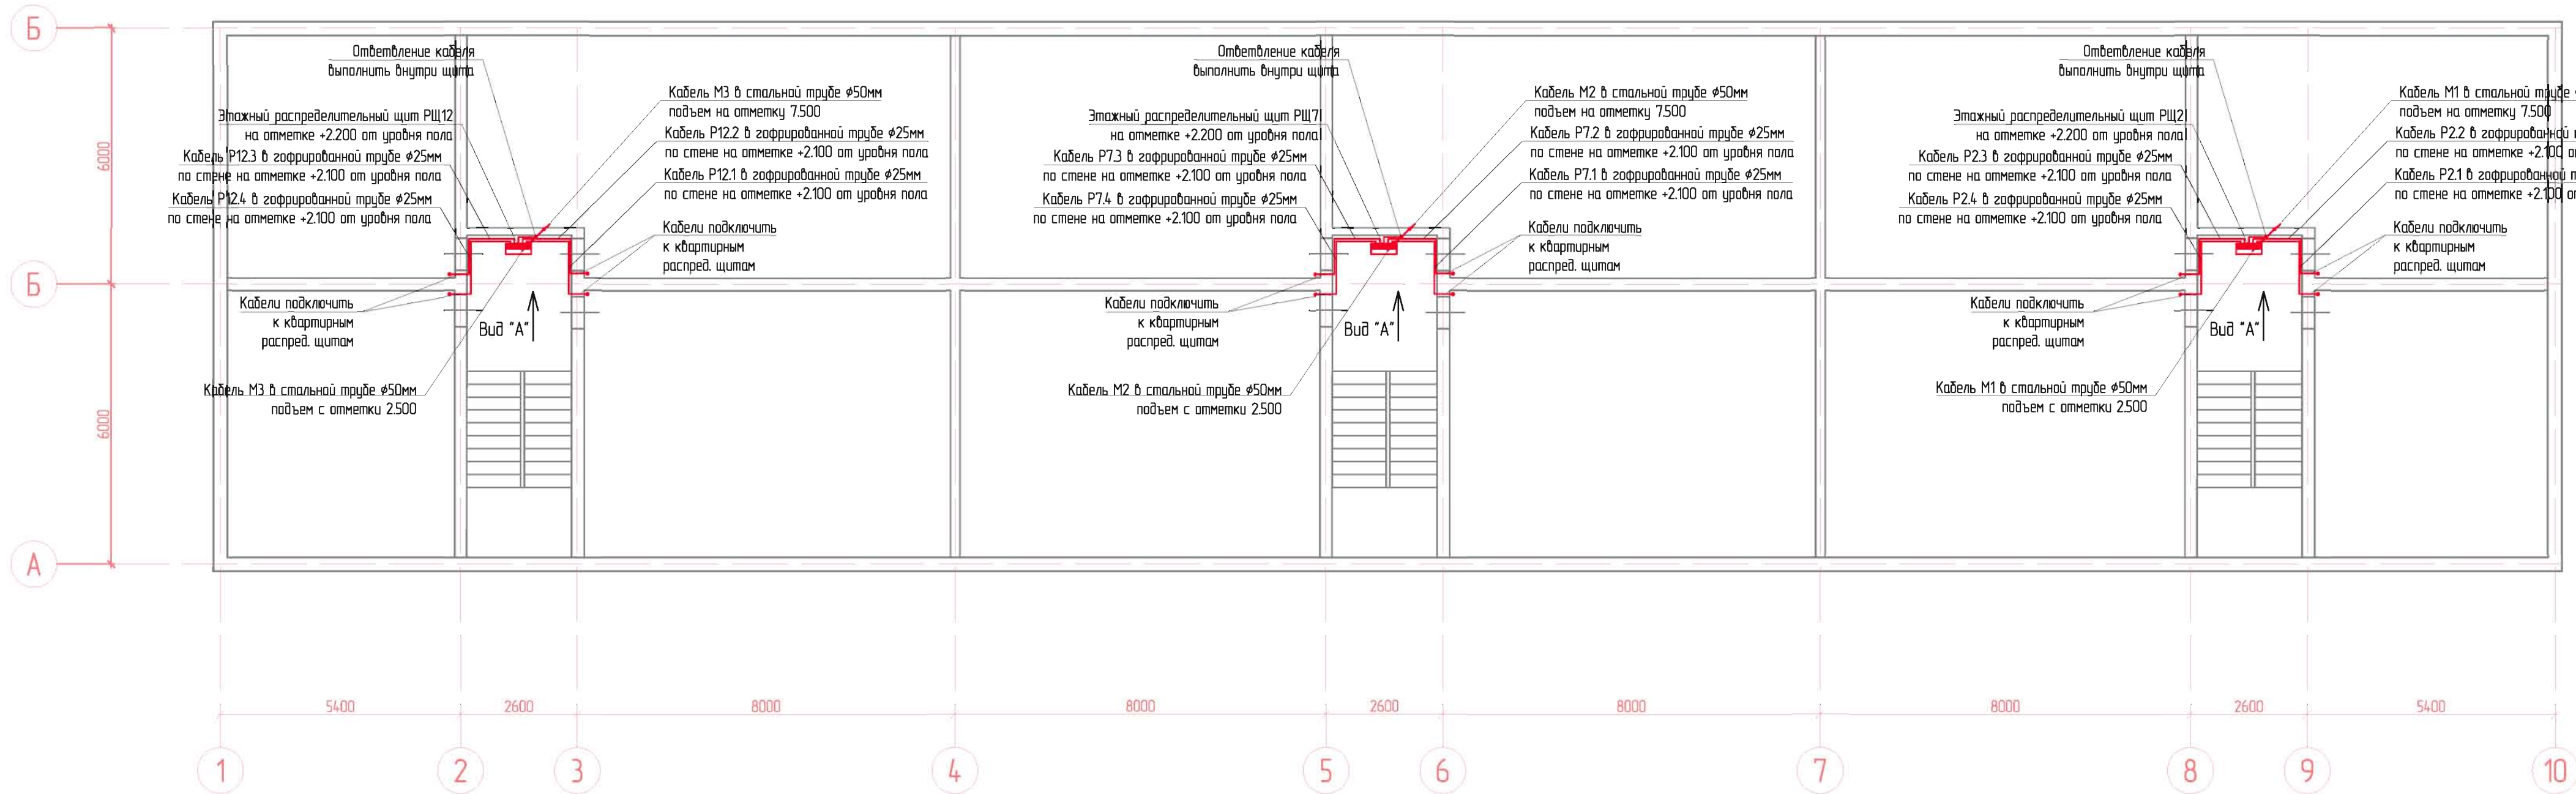 Б
Б
А
6000
6000
Ответвление кабеля
выполнить внутри щита
Кабель М3 в стальной трубе ϕ50мм
подъем на отметку 7.500
Этажный распределительный щит РЩ12
на отметке +2.200 от уровня пола
Кабель Р12.2 в гофрированной трубе ϕ25мм
по стене на отметке +2.100 от уровня пола
Кабель Р12.3 в гофрированной трубе ϕ25мм
по стене на отметке +2.100 от уровня пола
Кабель Р12.1 в гофрированной трубе ϕ25мм
по стене на отметке +2.100 от уровня пола
Кабель Р12.4 в гофрированной трубе ϕ25мм
по стене на отметке +2.100 от уровня пола
Кабели подключить
к квартирным
распред. щитам
Кабели подключить
к квартирным
распред. щитам
Вид "А"
Кабель М3 в стальной трубе ϕ50мм
подъем с отметки 2.500
Ответвление кабеля
выполнить внутри щита
Кабель М2 в стальной трубе ϕ50мм
подъем на отметку 7.500
Этажный распределительный щит РЩ7
на отметке +2.200 от уровня пола
Кабель Р7.2 в гофрированной трубе ϕ25мм
по стене на отметке +2.100 от уровня пола
Кабель Р7.3 в гофрированной трубе ϕ25мм
по стене на отметке +2.100 от уровня пола
Кабель Р7.1 в гофрированной трубе ϕ25мм
по стене на отметке +2.100 от уровня пола
Кабель Р7.4 в гофрированной трубе ϕ25мм
по стене на отметке +2.100 от уровня пола
Кабели подключить
к квартирным
распред. щитам
Кабели подключить
к квартирным
распред. щитам
Вид "А"
Кабель М2 в стальной трубе ϕ50мм
подъем с отметки 2.500
Ответвление кабеля
выполнить внутри щита
Кабель М1 в стальной трубе
подъем на отметку 7.500
Этажный распределительный щит РЩ2
на отметке +2.200 от уровня пола
Кабель Р2.2 в гофрированной
по стене на отметке +2.100
Кабель Р2.3 в гофрированной трубе ϕ25мм
по стене на отметке +2.100 от уровня пола
Кабель Р2.1 в гофрированной
по стене на отметке +2.100
Кабель Р2.4 в гофрированной трубе ϕ25мм
по стене на отметке +2.100 от уровня пола
Кабели подключить
к квартирным
распред. щитам
Кабели подключить
к квартирным
распред. щитам
Вид "А"
Кабель М1 в стальной трубе ϕ50мм
подъем с отметки 2.500
5400 2600 8000 8000 2600 8000 8000 2600 5400
1 2 3 4 5 6 7 8 9 10